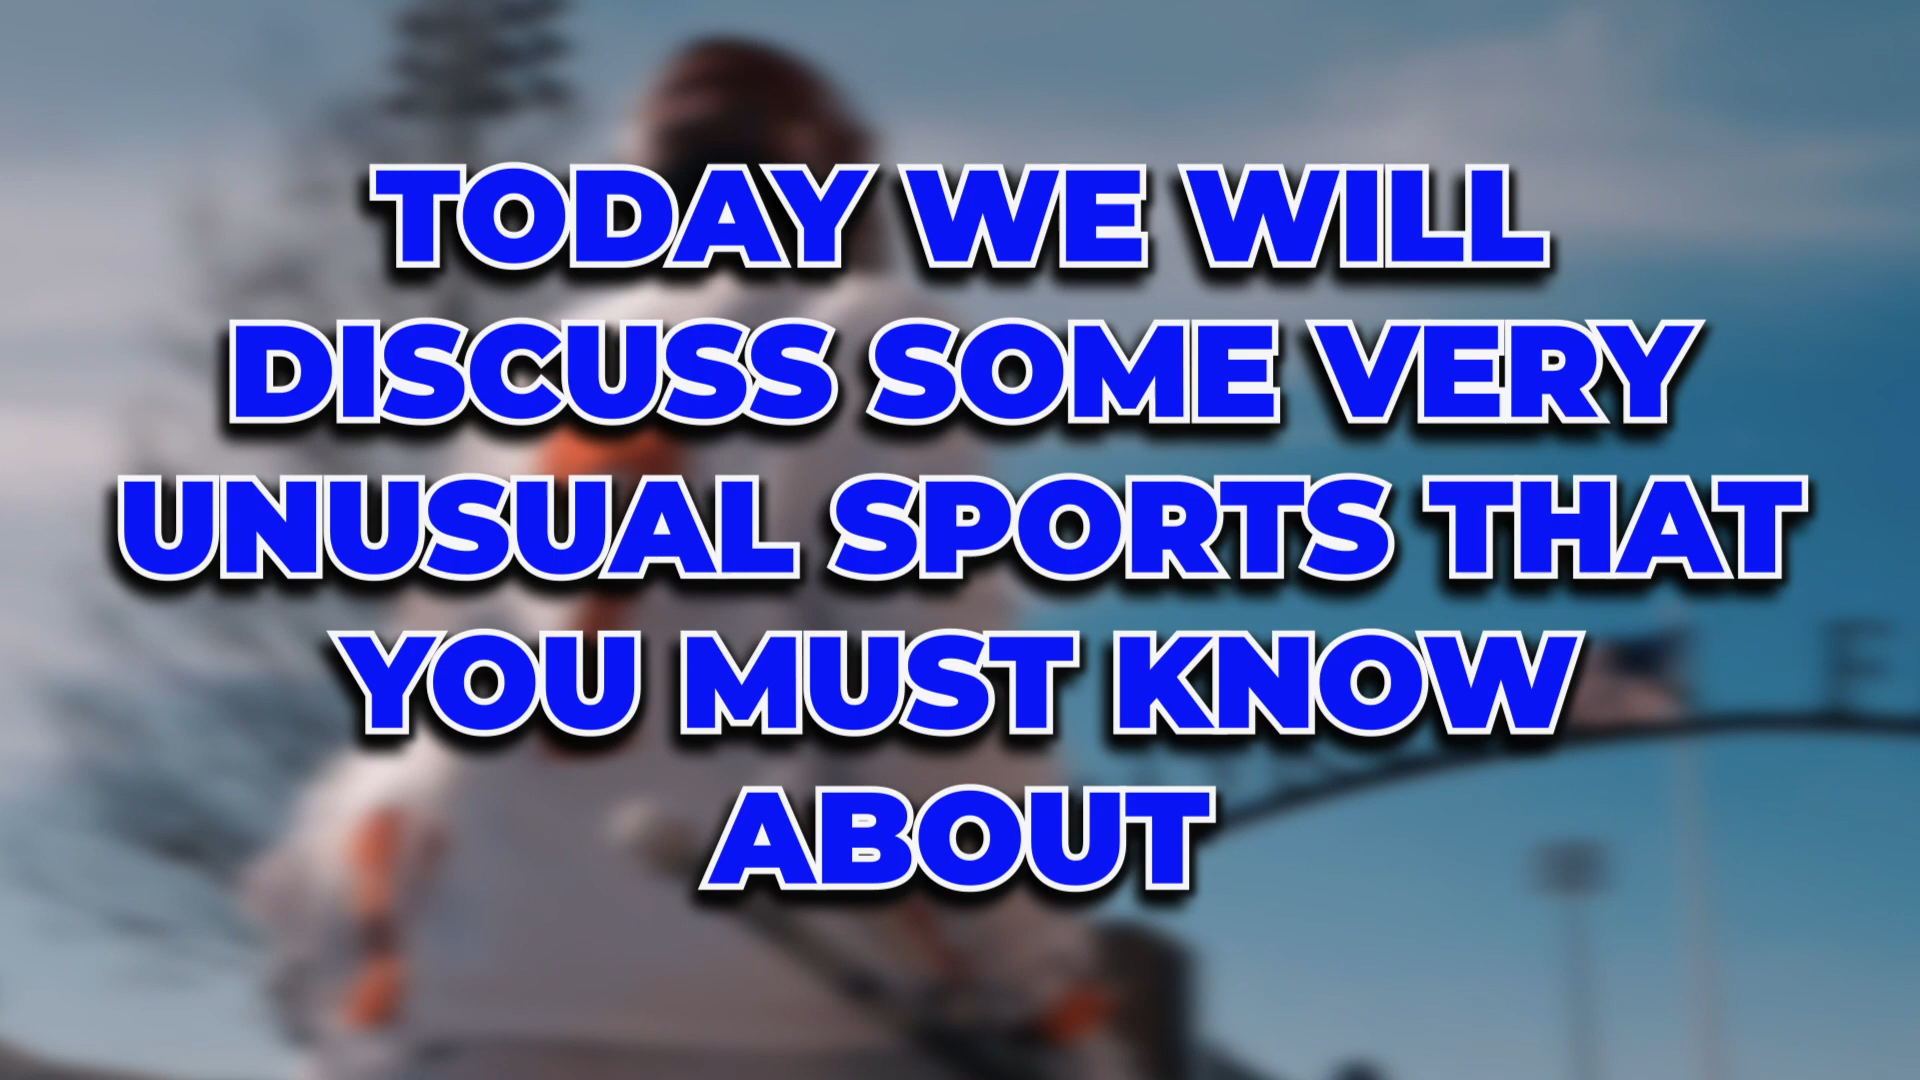 TODAY WE WILL
DISCUSS SOME VERY
UNUSUAL SPORTS THAT
YOU MUST KNOW
ABOUT